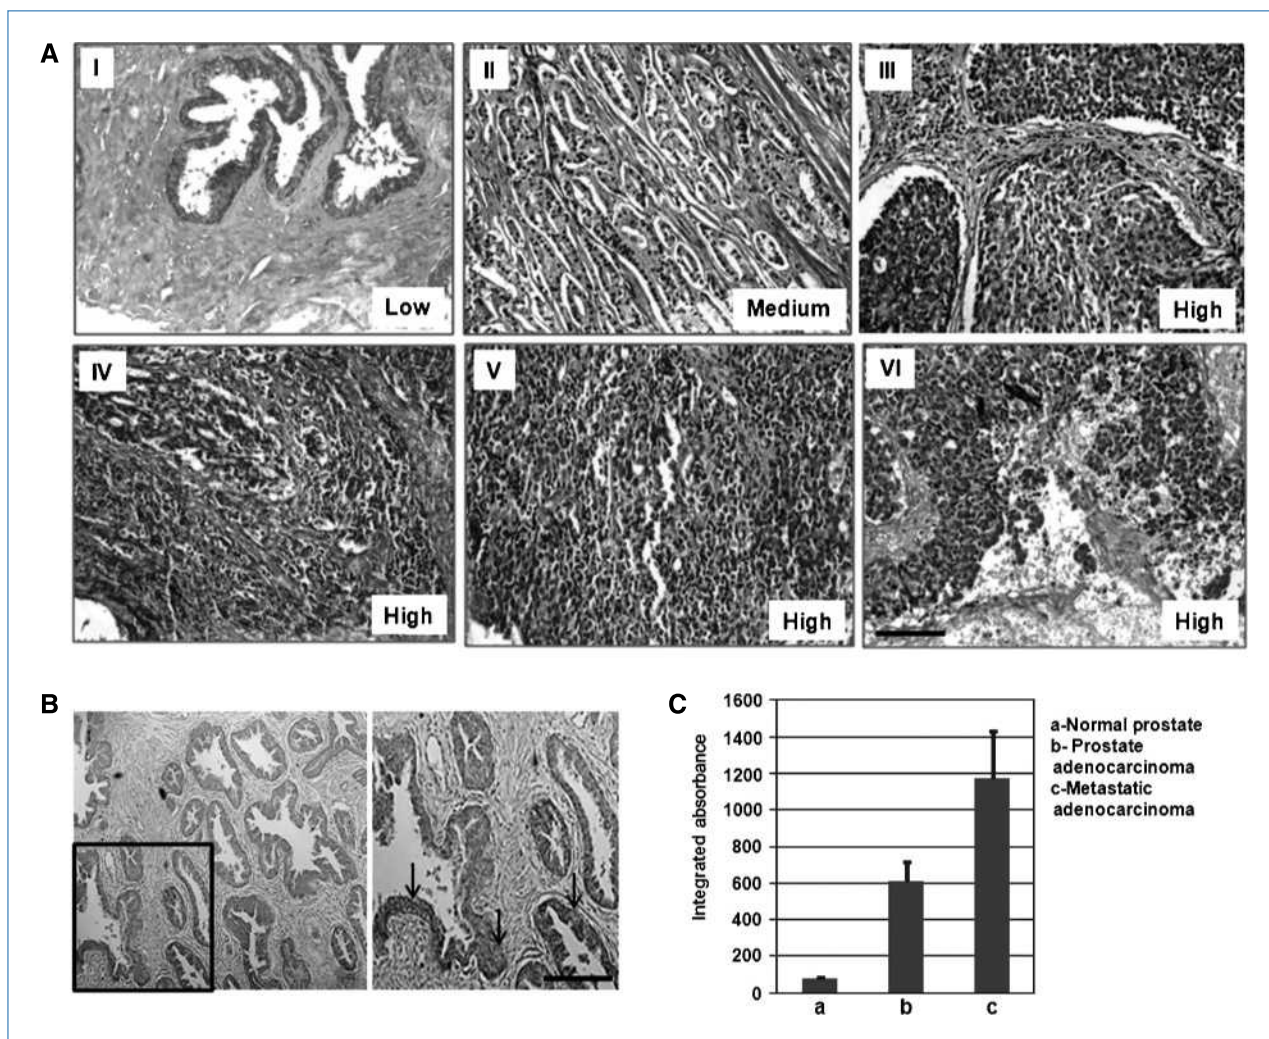 A
I
II
III
Low
Medium
High
IV
V
VI
High
High
High
B
C
1600
1400
1200
1000
800
600
400
200
0
Integrated absorbance
a
b
c
a-Normal prostate
b- Prostate
adenocarcinoma
c-Metastatic
adenocarcinoma